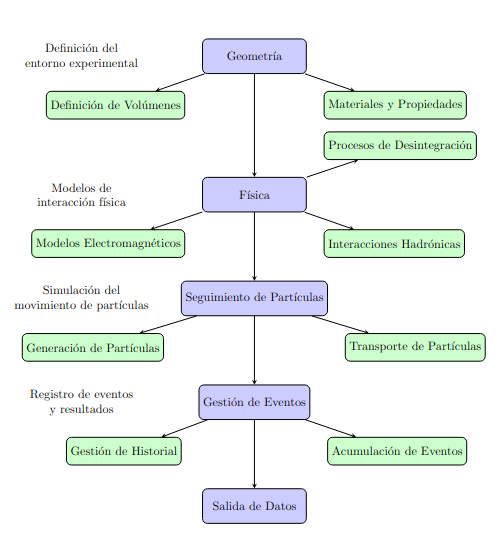 Definición del
entorno experimental
Geometría
Definición de Volúmenes
Materiales y Propiedades
Procesos de Desintegración
Modelos de
interacción física
Física
Modelos Electromagnéticos
Interacciones Hadrónicas
Simulación del
movimiento de partículas
Seguimiento de Partículas
Generación de Partículas
Transporte de Partículas
Registro de eventos
y resultados
Gestión de Eventos
Gestión de Historial
Acumulación de Eventos
Salida de Datos